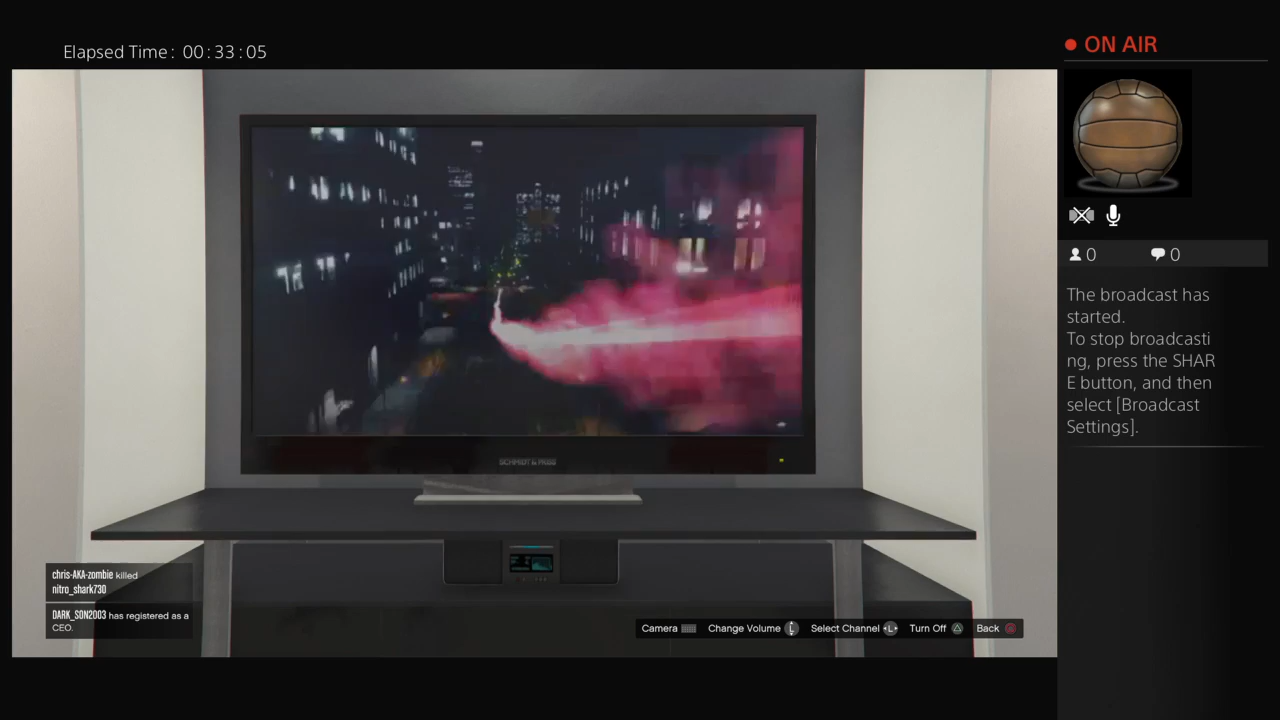 Elapsed Time: 00:33:05
ON AIR
0 0
The broadcast has
started.
To stop broadcasti
ng, press the SHAR
E button, and then
select [Broadcast
Settings].
SCHMIDT & PRISS
chris-AKA-zombie killed
nitro_shark730
DARK_SON2003 has registered as a
CEO.
Camera Change Volume L Select Channel L Turn Off Back